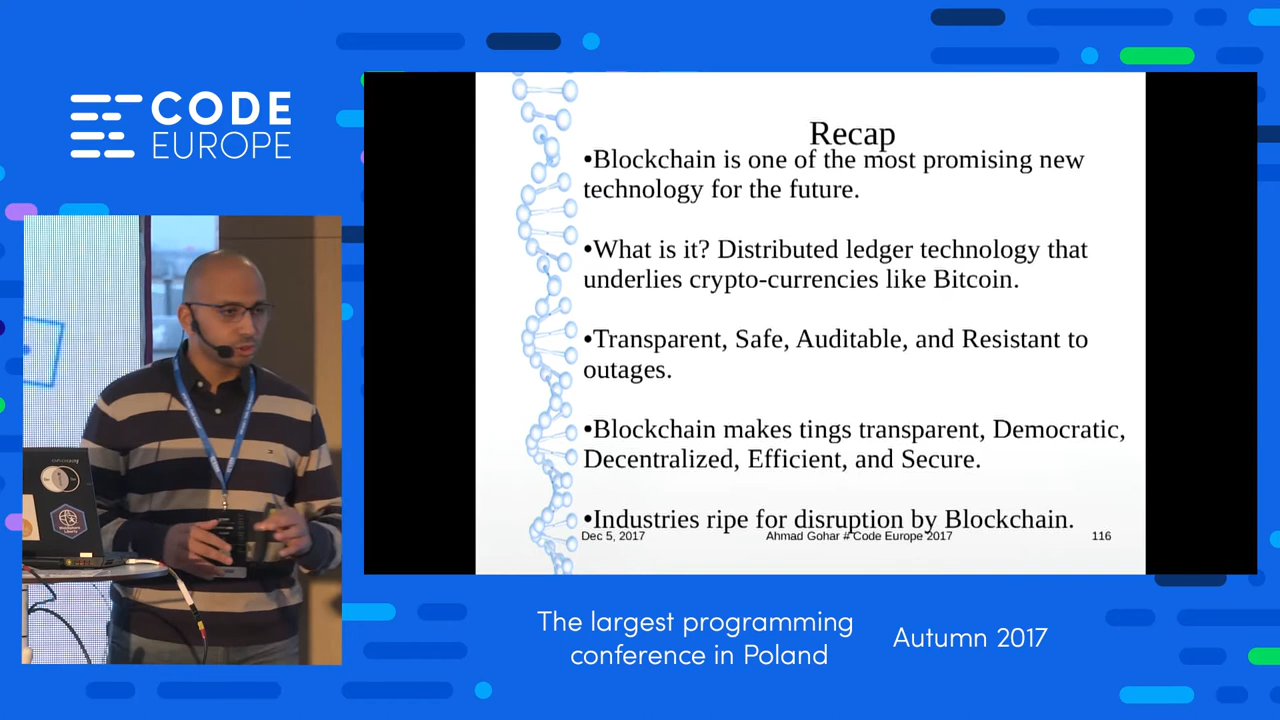 CODE
EUROPE
Recap
•Blockchain is one of the most promising new
technology for the future.
•What is it? Distributed ledger technology that
underlies crypto-currencies like Bitcoin.
•Transparent, Safe, Auditable, and Resistant to
outages.
•Blockchain makes tings transparent, Democratic,
Decentralized, Efficient, and Secure.
•Industries ripe for disruption by Blockchain.
Dec 5, 2017 Ahmad Gohar # Code Europe 2017 116
The largest programming
conference in Poland
Autumn 2017